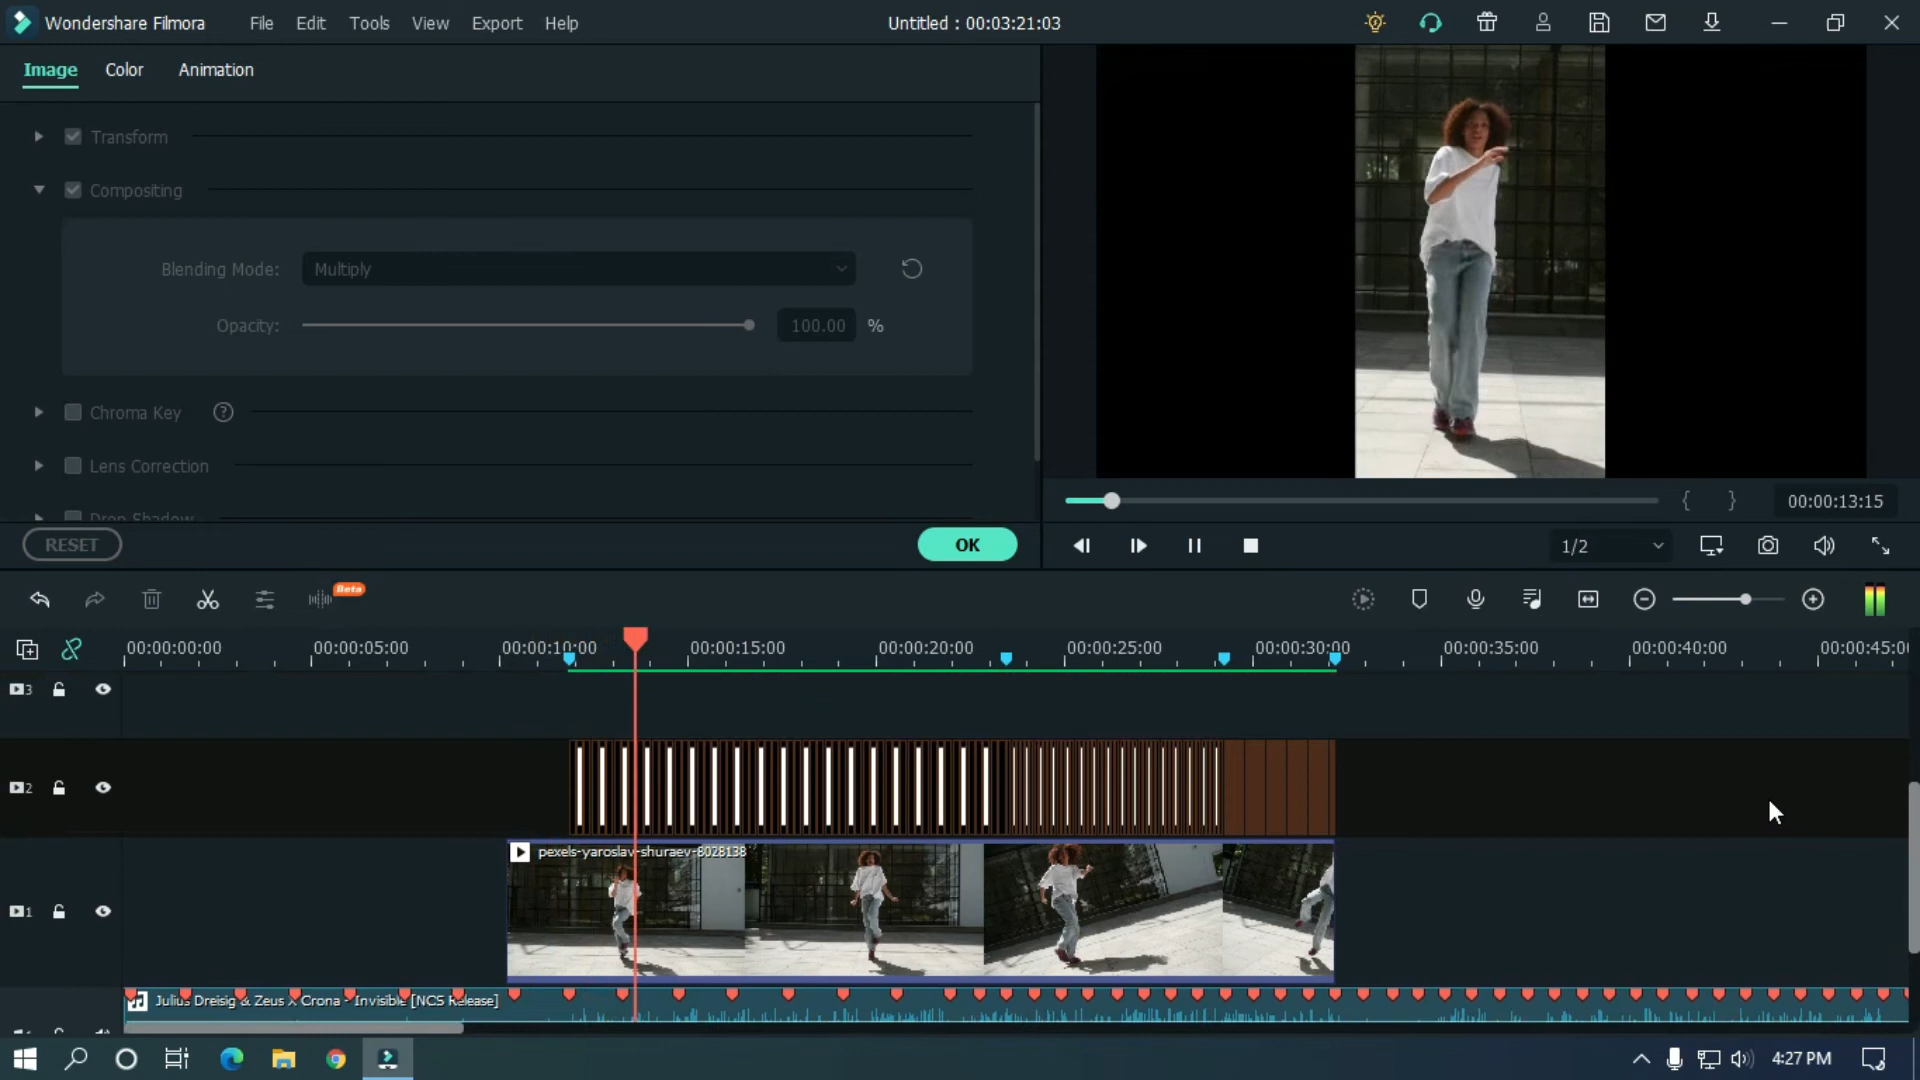 Wondershare Filmora File Edit Tools View Export Help Untitled : 00:03:21:03
Image Color Animation
Transform
Compositing
Blending Mode: Multiply
Opacity: 100.00 %
Chroma Key ?
Lens Correction
Drop Shadow
00:00:13:15
RESET OK
1/2
Beta
00:00:00:00 00:00:05:00 00:00:10:00 00:00:15:00 00:00:20:00 00:00:25:00 00:00:30:00 00:00:35:00 00:00:40:00 00:00:45:0
3
2
pexels-yaroslav-shuraev-8028138
1
Julius Dreisig & Zeus X Crona - Invisible [NCS Release]
4:27 PM